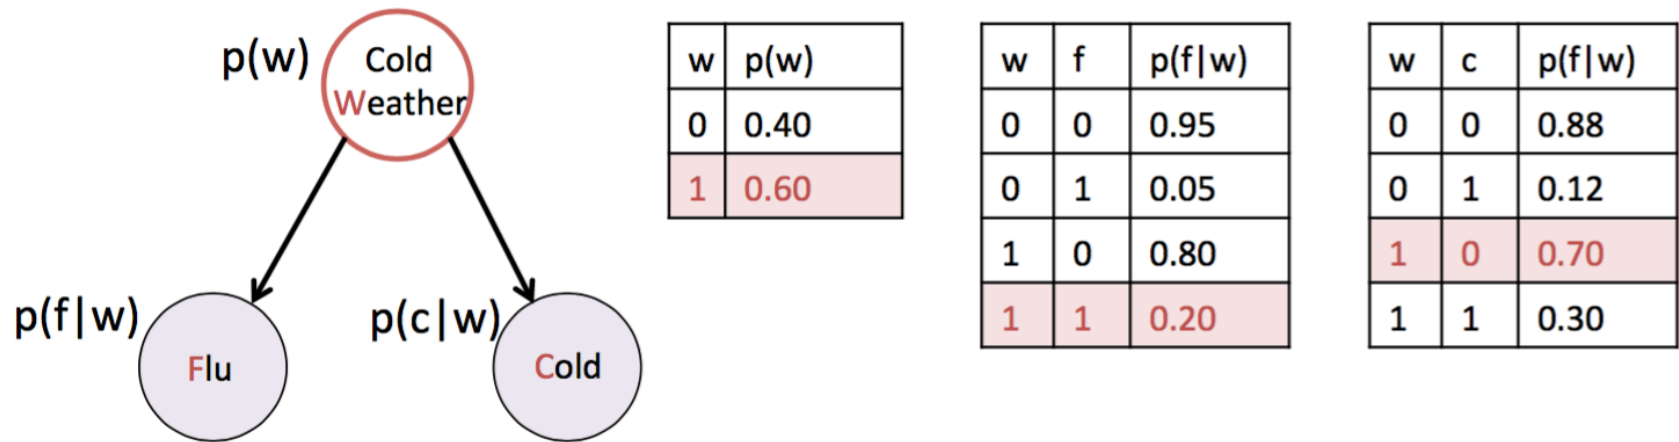 p(w)
Cold
Weather
p(f|w)
Flu
p(c|w)
Cold
w p(w)
0 0.40
1 0.60
w f p(f|w)
0 0 0.95
0 1 0.05
1 0 0.80
1 1 0.20
w c p(f|w)
0 0 0.88
0 1 0.12
1 0 0.70
1 1 0.30